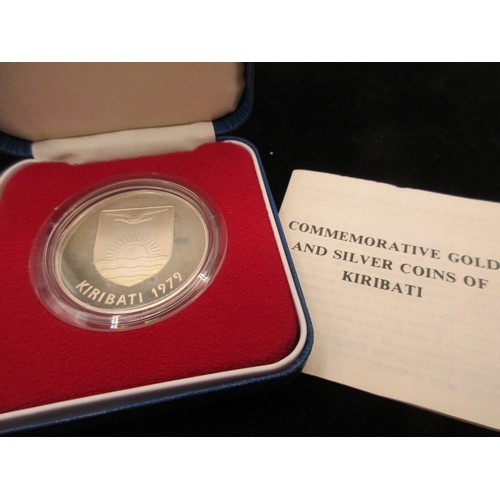 KIRIBATI 1979
COMMEMORATIVE GOLD
AND SILVER COINS OF
KIRIBATI